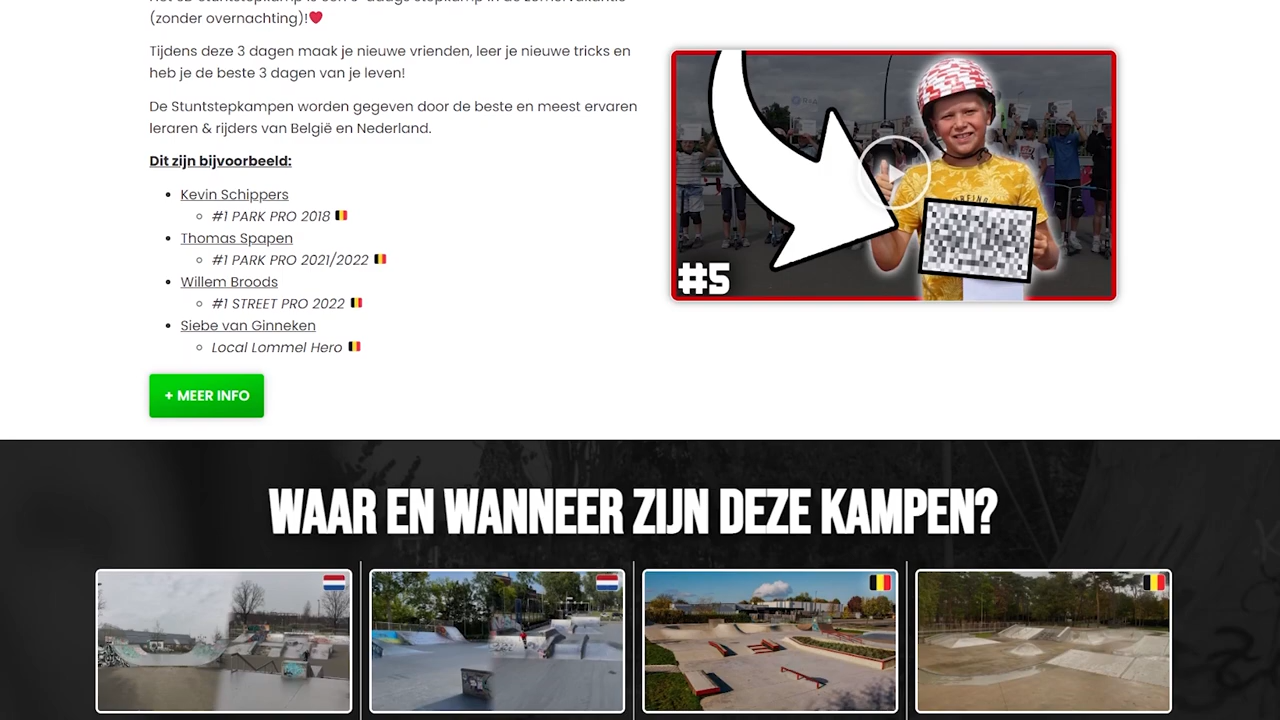 (zonder overnachting)!
Tijdens deze 3 dagen maak je nieuwe vrienden, leer je nieuwe tricks en
heb je de beste 3 dagen van je leven!
De Stuntstepkampen worden gegeven door de beste en meest ervaren
leraren & rijders van België en Nederland.
Dit zijn bijvoorbeeld:
Kevin Schippers
#1 PARK PRO 2018
Thomas Spapen
#1 PARK PRO 2021/2022
Willem Broods
#1 STREET PRO 2022
Siebe van Ginneken
Local Lommel Hero
+ MEER INFO
#5
WAAR EN WANNEER ZIJN DEZE KAMPEN?